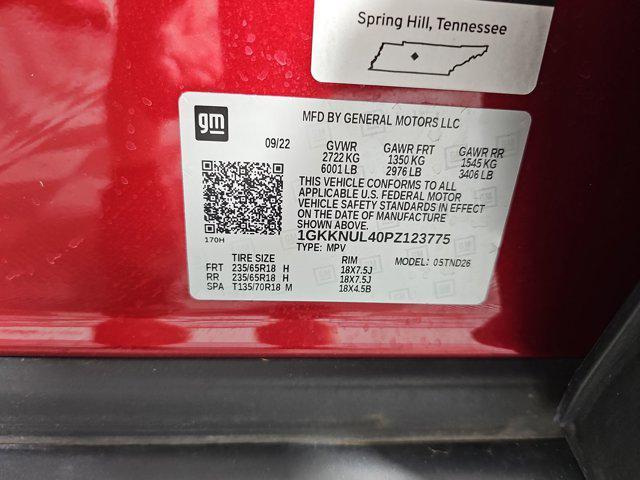 Spring Hill, Tennessee
gm
MFD BY GENERAL MOTORS LLC
09/22
GVWR GAWR FRT GAWR RR
2722 KG 1350 KG 1545 KG
6001 LB 2976 LB 3406 LB
THIS VEHICLE CONFORMS TO ALL
APPLICABLE U.S. FEDERAL MOTOR
VEHICLE SAFETY STANDARDS IN EFFECT
ON THE DATE OF MANUFACTURE
SHOWN ABOVE.
1GKKNUL40PZ123775
170H
TYPE: MPV
TIRE SIZE RIM MODEL: 05TND26
FRT 235/65R18 H 18X7.5J
RR 235/65R18 H 18X7.5J
SPA T135/70R18 M 18X4.5B